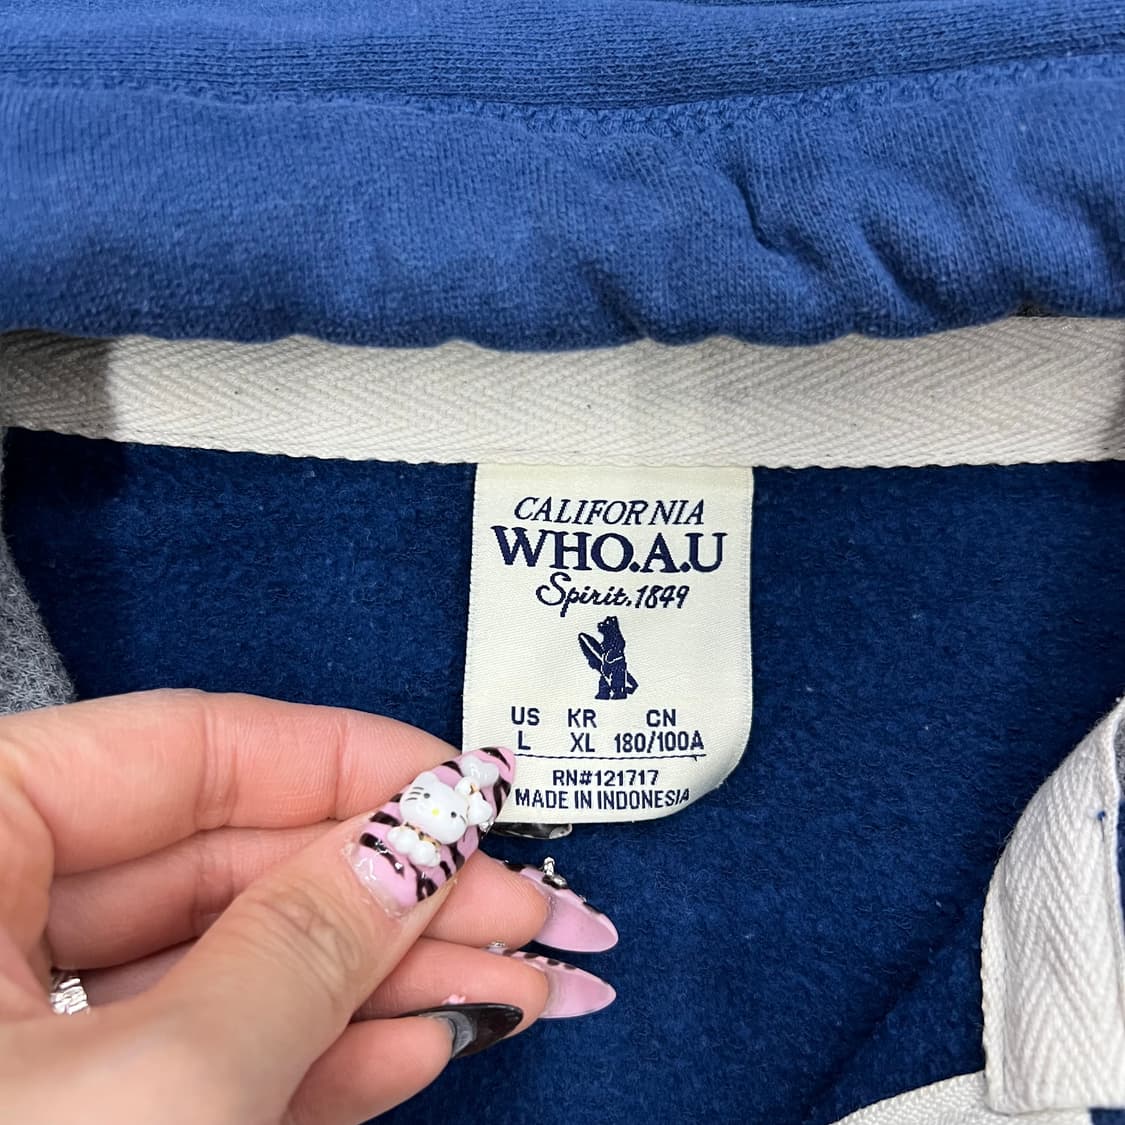 CALIFORNIA
WHO.A.U
Spirit.1849
US KR CN
L XL 180/100A
RN#121717
MADE IN INDONESIA